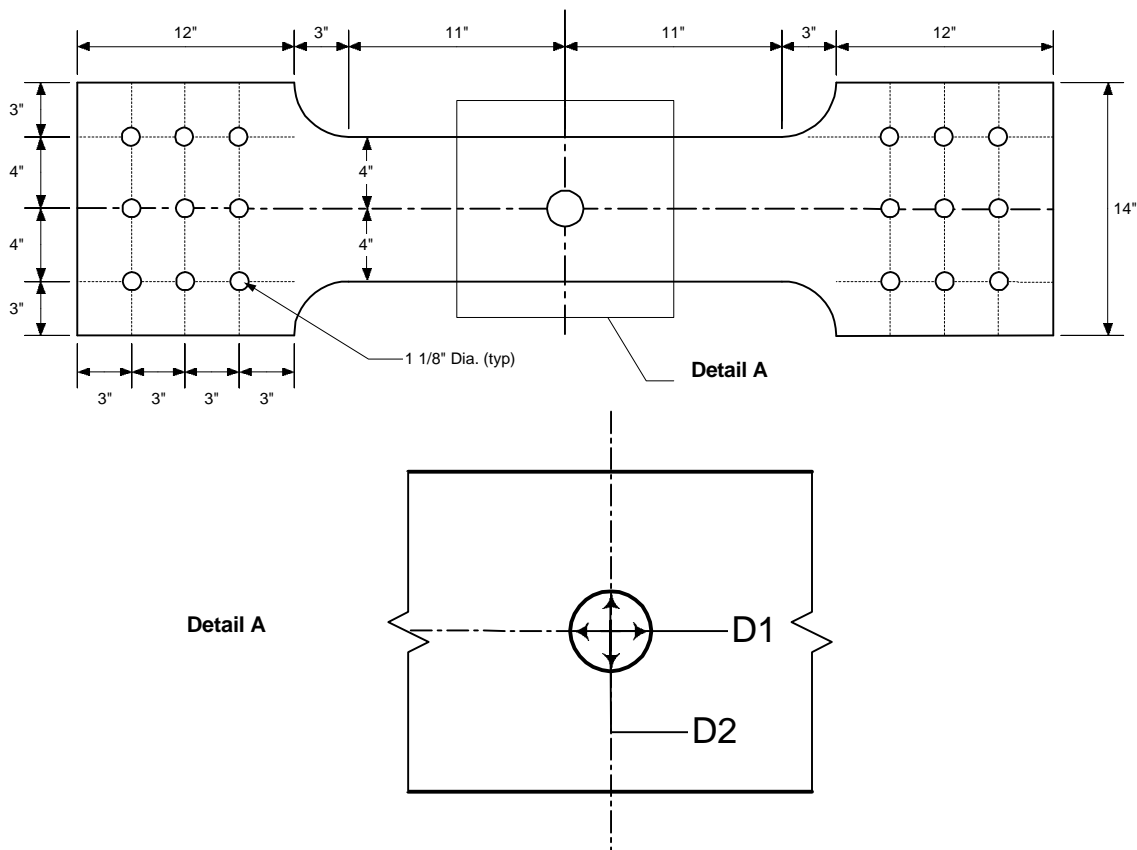 12" 3" 11" 11" 3" 12"
3"
4"
4"
3"
4"
4"
14"
1 1/8" Dia. (typ)
Detail A
3" 3" 3" 3"
Detail A
D1
D2